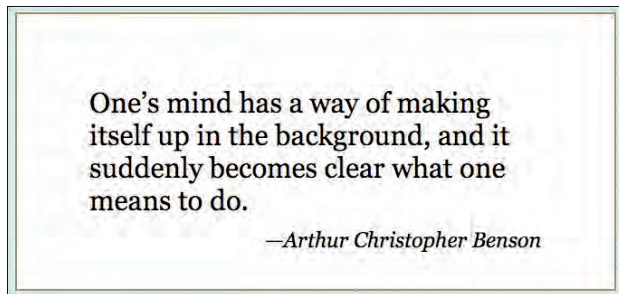 One’s mind has a way of making
itself up in the background, and it
suddenly becomes clear what one
means to do.
—Arthur Christopher Benson